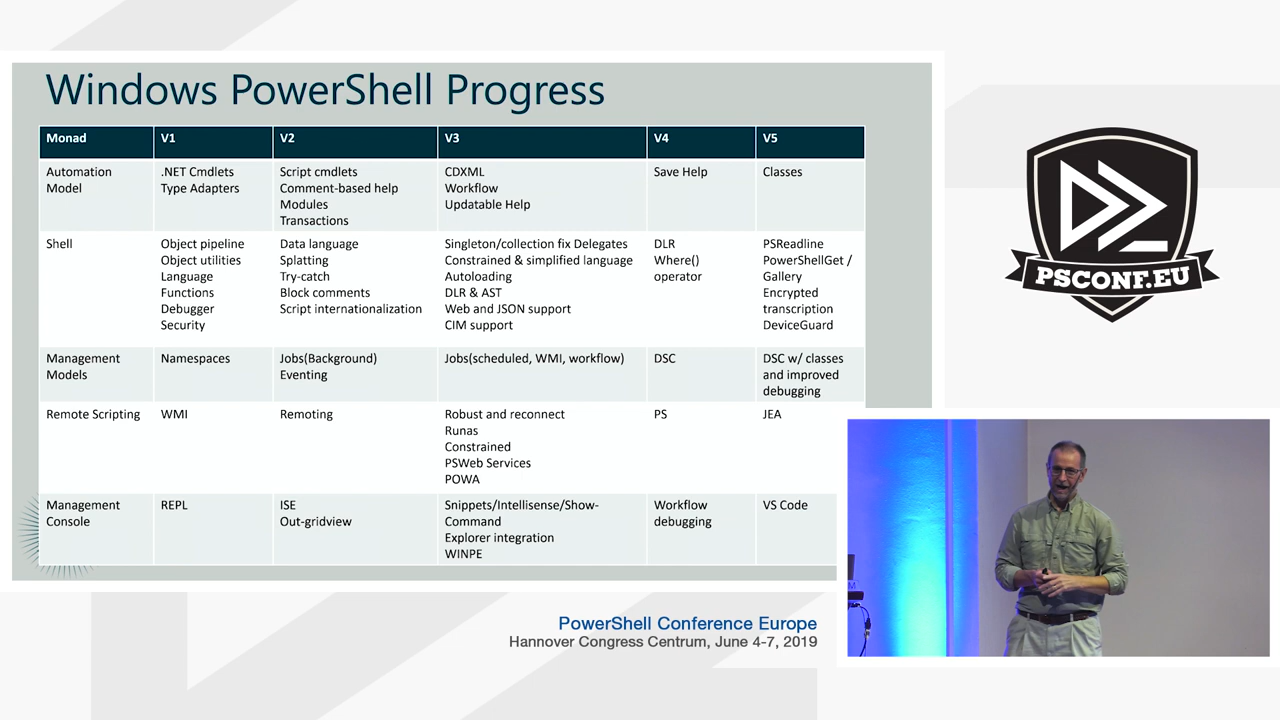 Windows PowerShell Progress
Monad V1 V2 V3 V4 V5
Automation Model
.NET Cmdlets
Type Adapters
Script cmdlets
Comment-based help
Modules
Transactions
CDXML
Workflow
Updatable Help
Save Help
Classes
Shell
Object pipeline
Object utilities
Language
Functions
Debugger
Security
Data language
Splatting
Try-catch
Block comments
Script internationalization
Singleton/collection fix Delegates
Constrained & simplified language
Autoloading
DLR & AST
Web and JSON support
CIM support
DLR
Where()
operator
PSReadline
PowerShellGet /
Gallery
Encrypted
transcription
DeviceGuard
Management
Models
Namespaces
Jobs(Background)
Eventing
Jobs(scheduled, WMI, workflow)
DSC
DSC w/ classes
and improved
debugging
Remote Scripting
WMI
Remoting
Robust and reconnect
Runas
Constrained
PSWeb Services
POWA
PS
JEA
Management
Console
REPL
ISE
Out-gridview
Snippets/Intellisense/Show-
Command
Explorer integration
WINPE
Workflow
debugging
VS Code
PSCONF.EU
PowerShell Conference Europe
Hannover Congress Centrum, June 4-7, 2019